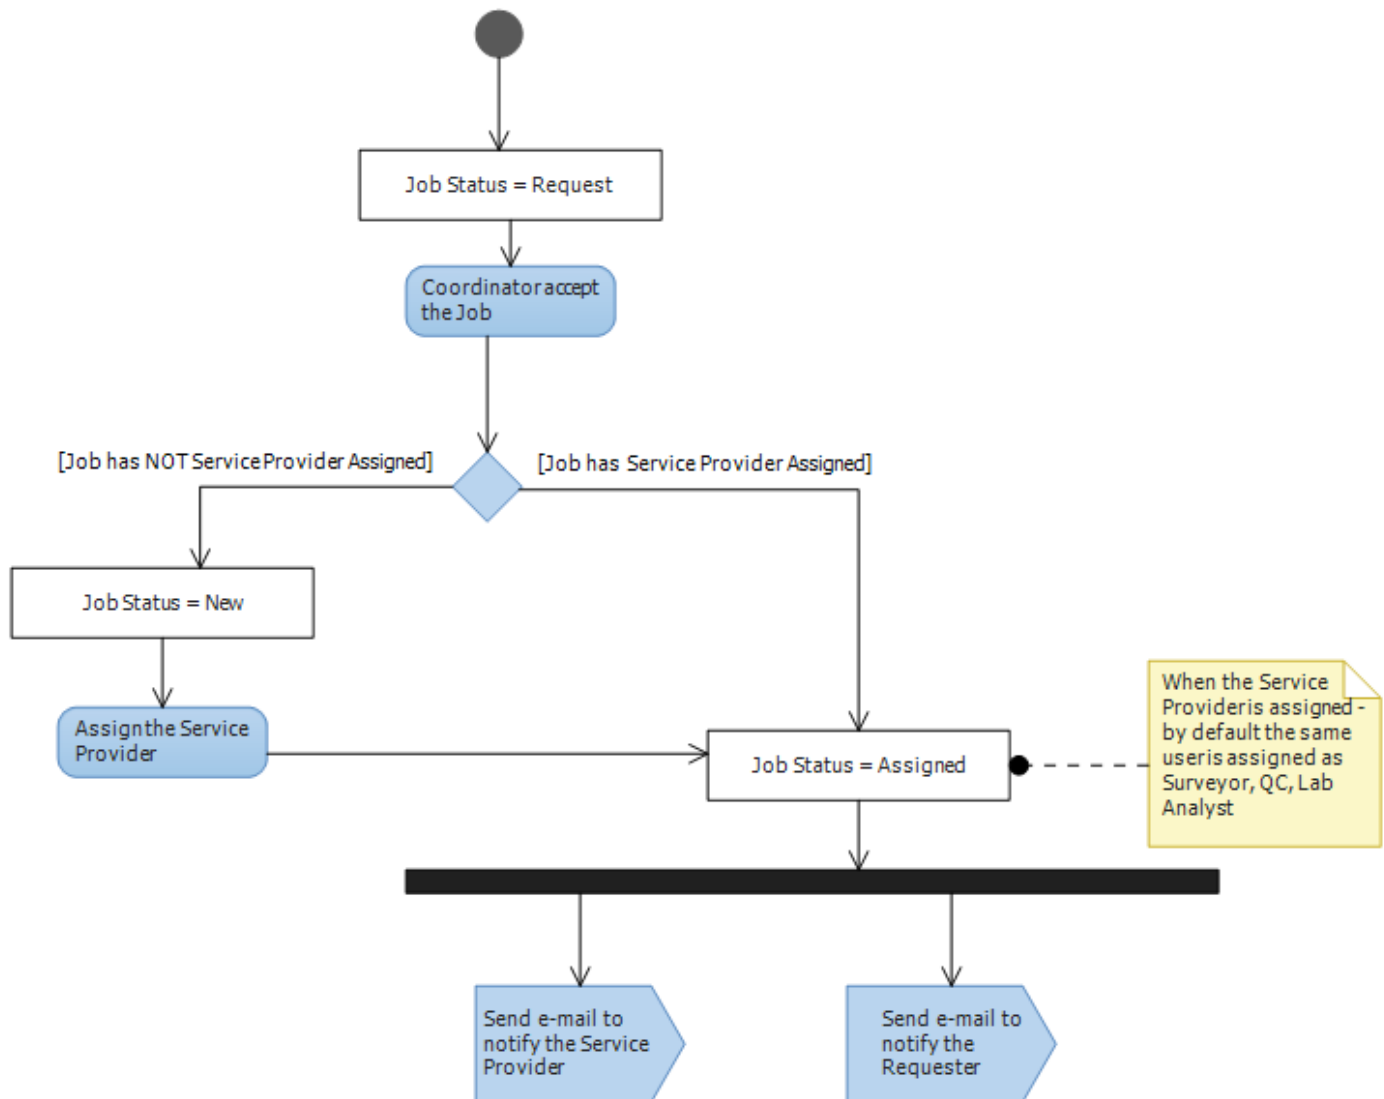 Job Status = Request
Coordinator accept
the Job
[Job has NOT Service Provider Assigned]
[Job has Service Provider Assigned]
Job Status = New
Assign the Service
Provider
Job Status = Assigned
When the Service
Provider is assigned -
by default the same
user is assigned as
Surveyor, QC, Lab
Analyst
Send e-mail to
notify the Service
Provider
Send e-mail to
notify the
Requester